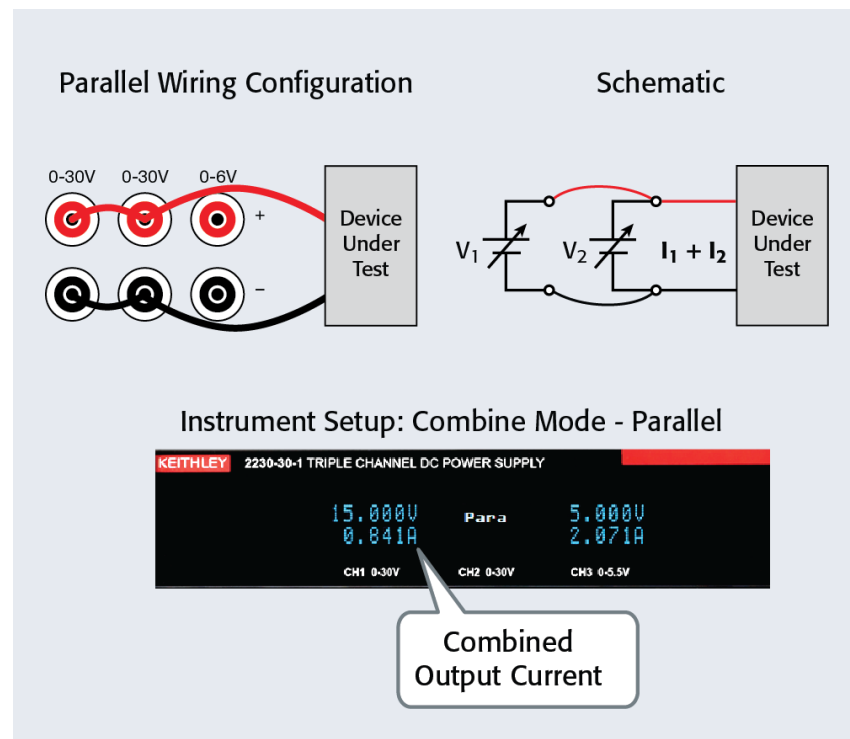 Parallel Wiring Configuration
Schematic
0-30V 0-30V 0-6V
+
–
Device
Under
Test
V1
V2
I1 + I2
Device
Under
Test
Instrument Setup: Combine Mode - Parallel
KEITHLEY 2230-30-1 TRIPLE CHANNEL DC POWER SUPPLY
15.000V Para 5.000V
0.841A 2.071A
CH1 0-30V CH2 0-30V CH3 0-5.5V
Combined
Output Current